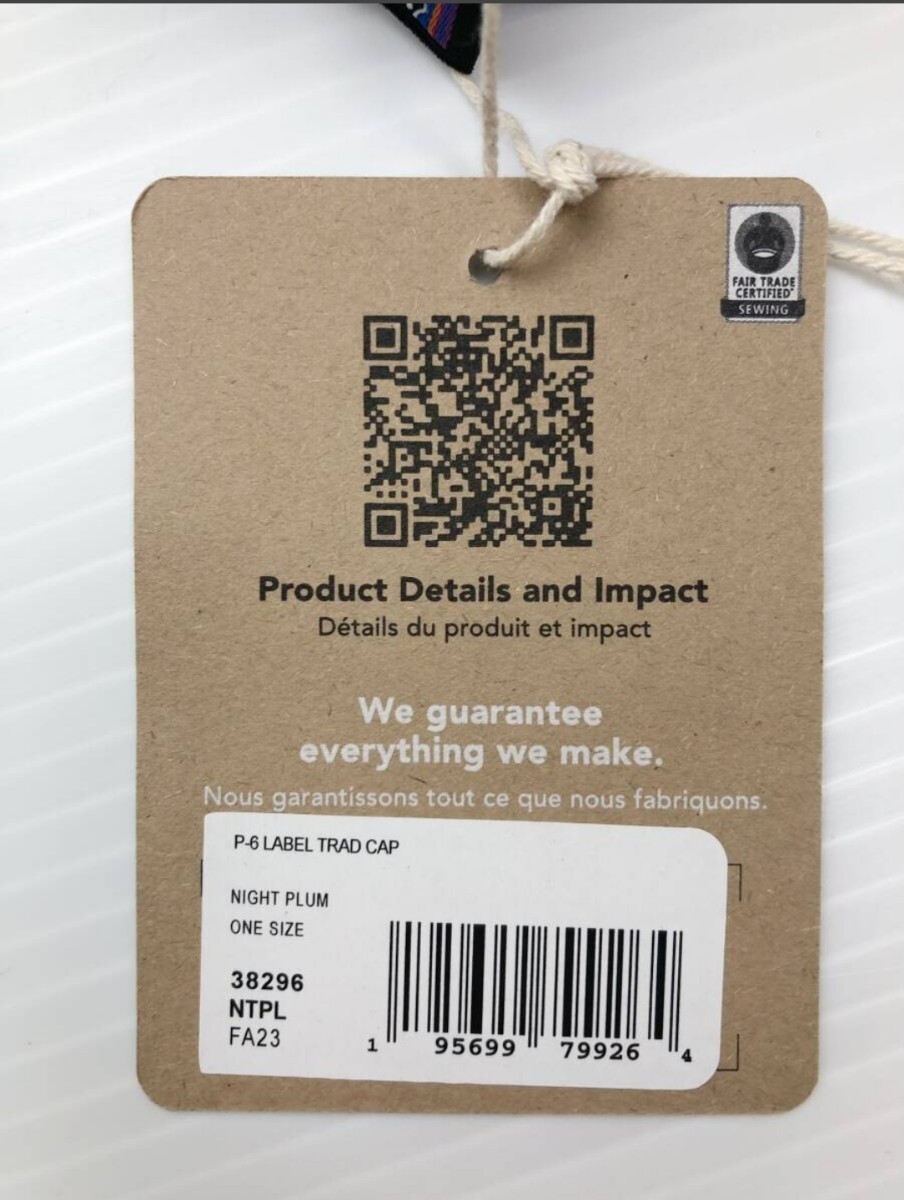 FAIR TRADE
CERTIFIED™
SEWING
Product Details and Impact
Détails du produit et impact
We guarantee
everything we make.
Nous garantissons tout ce que nous fabriquons.
P-6 LABEL TRAD CAP
NIGHT PLUM
ONE SIZE
38296
NTPL
FA23
1 95699 79926 4